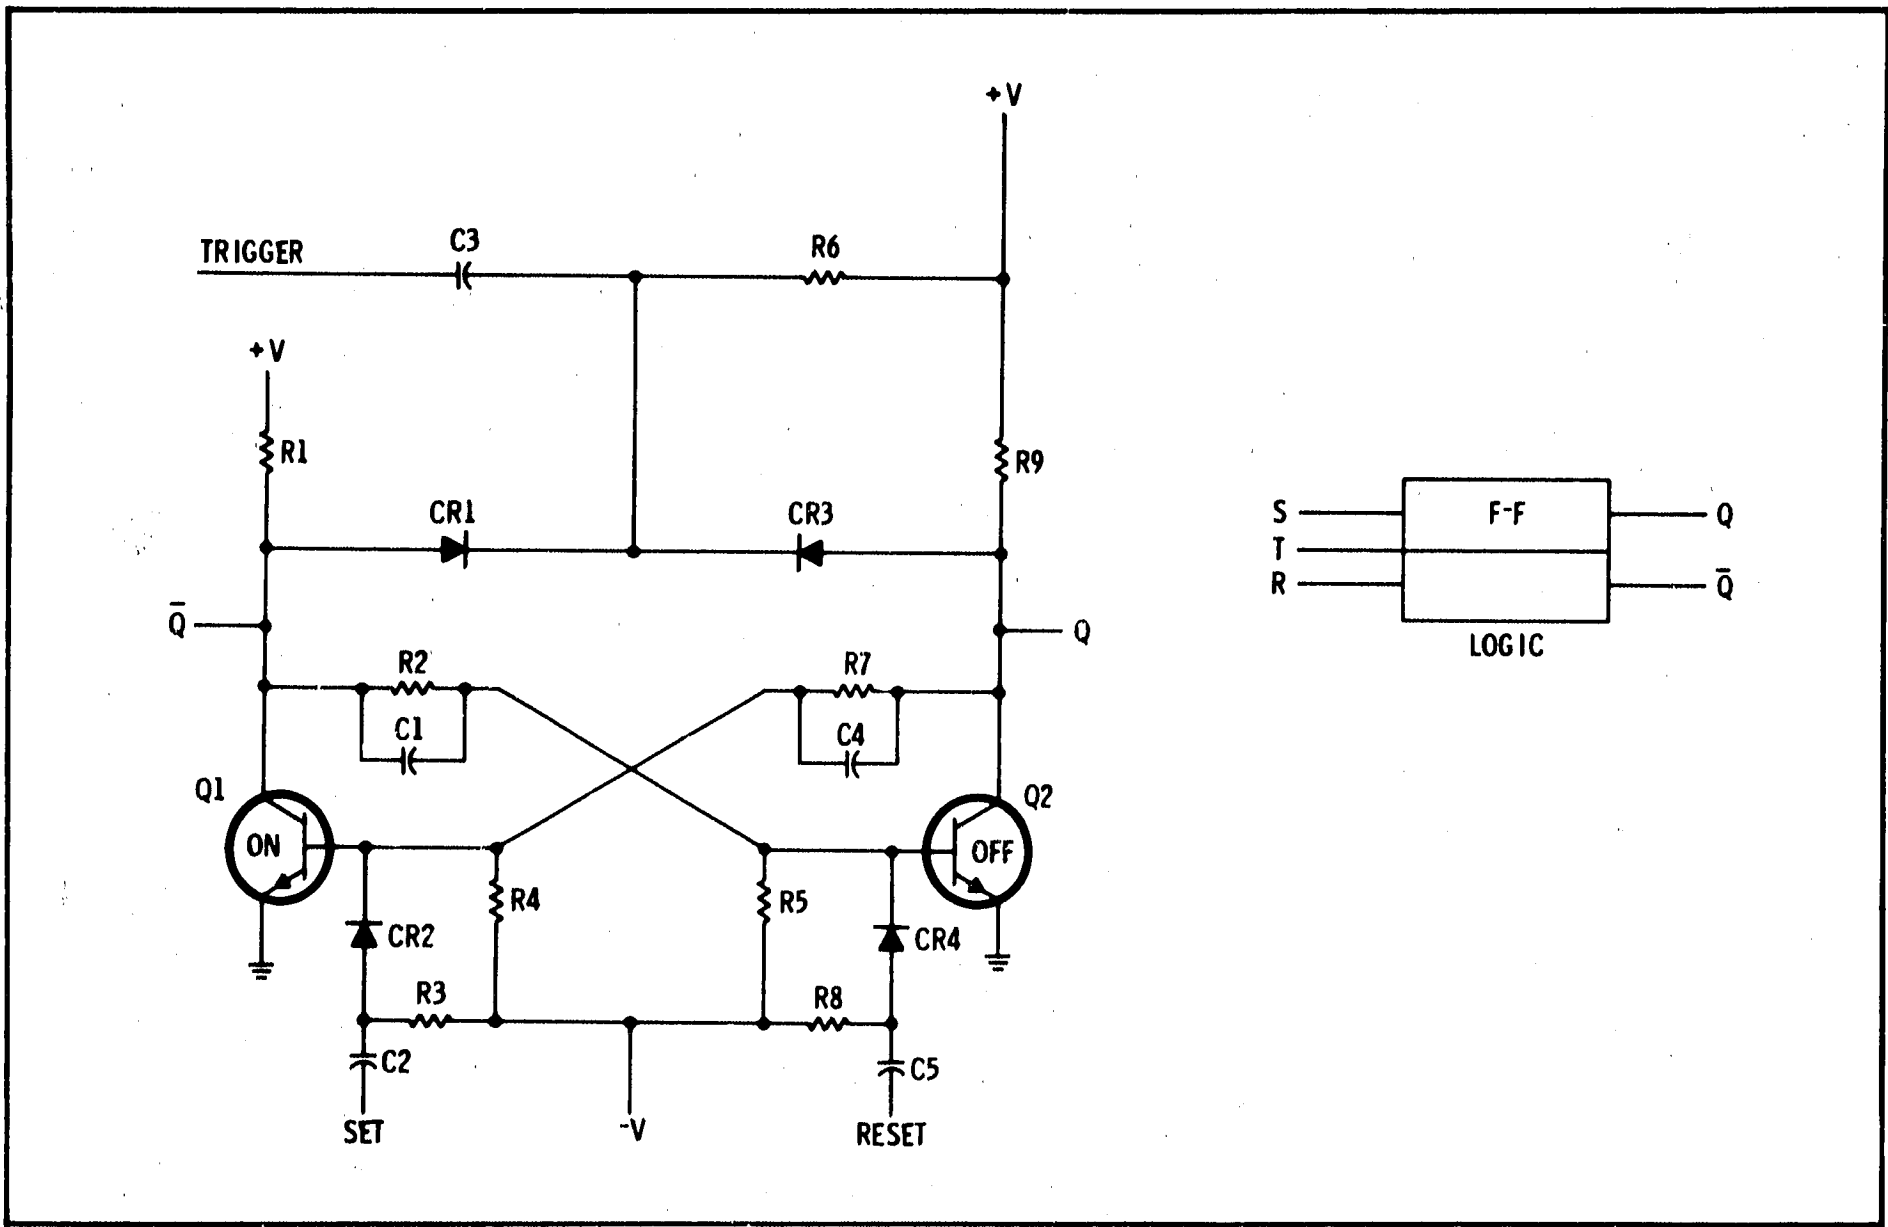 +V
TRIGGER
C3
R6
+V
R1
R9
CR1
CR3
Q̅
Q
R2
R7
C1
C4
Q1
Q2
ON
OFF
R4
R5
CR2
CR4
R3
R8
C2
C5
SET
-V
RESET
S
F-F
Q
T
R
Q̅
LOGIC